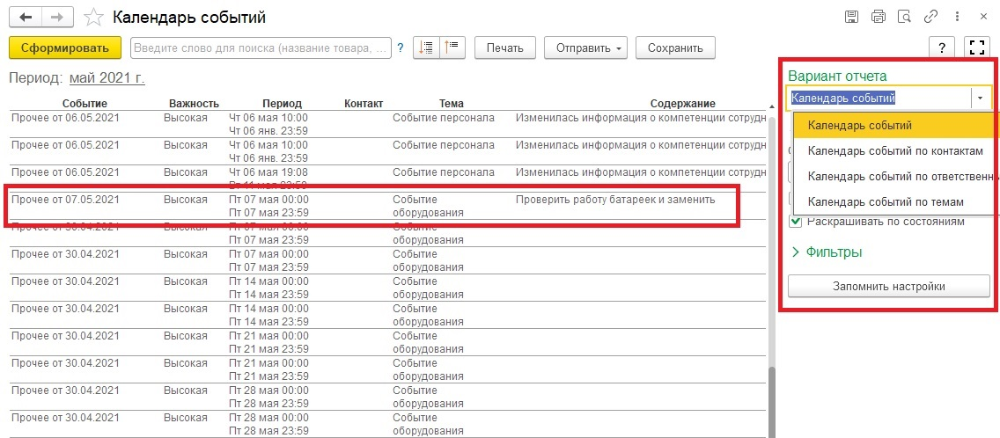 Календарь событий
Сформировать
Введите слово для поиска (название товара, ...
?
Печать
Отправить
Сохранить
?
Период: май 2021 г.
Событие Важность Период Контакт Тема Содержание
Прочее от 06.05.2021 Высокая Чт 06 мая 10:00 Событие персонала Изменилась информация о компетенции сотрудн
Чт 06 янв. 23:59
Прочее от 06.05.2021 Высокая Чт 06 мая 10:00 Событие персонала Изменилась информация о компетенции сотрудн
Чт 06 янв. 23:59
Прочее от 06.05.2021 Высокая Чт 06 мая 19:08 Событие персонала Изменилась информация о компетенции сотрудн
Вт 11 мая 23:59
Прочее от 07.05.2021 Высокая Пт 07 мая 00:00 Событие Проверить работу батареек и заменить
Пт 07 мая 23:59 оборудования
Прочее от 30.04.2021 Высокая Пт 07 мая 00:00 Событие
Пт 07 мая 23:59 оборудования
Прочее от 30.04.2021 Высокая Пт 07 мая 00:00 Событие
Пт 07 мая 23:59 оборудования
Прочее от 30.04.2021 Высокая Пт 14 мая 00:00 Событие
Пт 14 мая 23:59 оборудования
Прочее от 30.04.2021 Высокая Пт 14 мая 00:00 Событие
Пт 14 мая 23:59 оборудования
Прочее от 30.04.2021 Высокая Пт 21 мая 00:00 Событие
Пт 21 мая 23:59 оборудования
Прочее от 30.04.2021 Высокая Пт 21 мая 00:00 Событие
Пт 21 мая 23:59 оборудования
Прочее от 30.04.2021 Высокая Пт 28 мая 00:00 Событие
Пт 28 мая 23:59 оборудования
Прочее от 30.04.2021 Высокая Пт 28 мая 00:00 Событие
Пт 28 мая 23:59 оборудования
Вариант отчета
Календарь событий
Календарь событий
Календарь событий по контактам
Календарь событий по ответственны
Календарь событий по темам
Раскрашивать по состояниям
Фильтры
Запомнить настройки